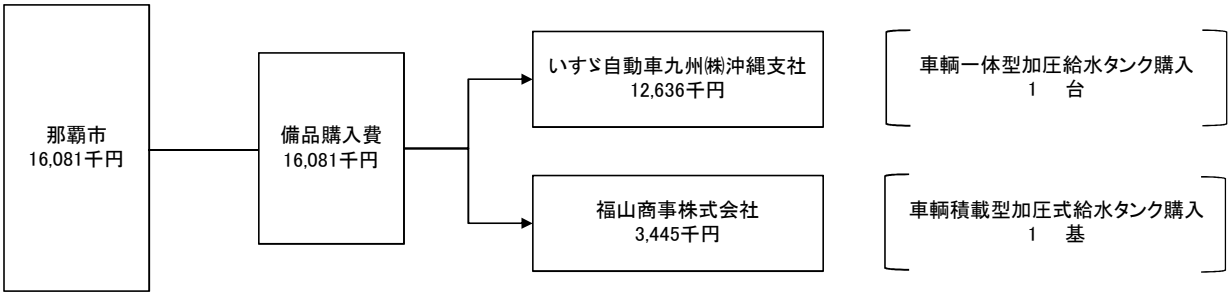 那覇市
16,081千円
備品購入費
16,081千円
いすゞ自動車九州㈱沖縄支社
12,636千円
車輌一体型加圧給水タンク購入
1 台
福山商事株式会社
3,445千円
車輌積載型加圧式給水タンク購入
1 基